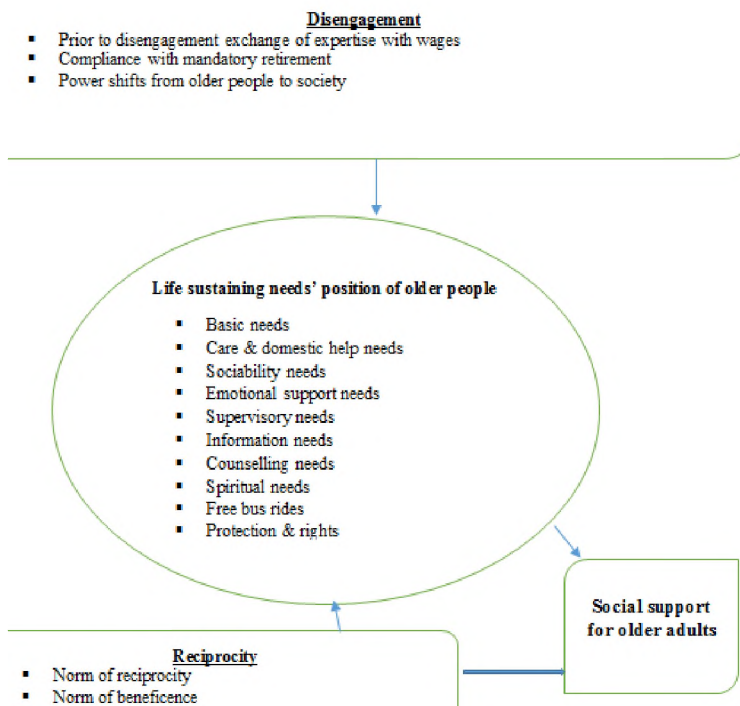 Disengagement
▪ Prior to disengagement exchange of expertise with wages
▪ Compliance with mandatory retirement
▪ Power shifts from older people to society
Life sustaining needs’ position of older people
▪ Basic needs
▪ Care & domestic help needs
▪ Sociability needs
▪ Emotional support needs
▪ Supervisory needs
▪ Information needs
▪ Counselling needs
▪ Spiritual needs
▪ Free bus rides
▪ Protection & rights
Social support
for older adults
Reciprocity
▪ Norm of reciprocity
▪ Norm of beneficence